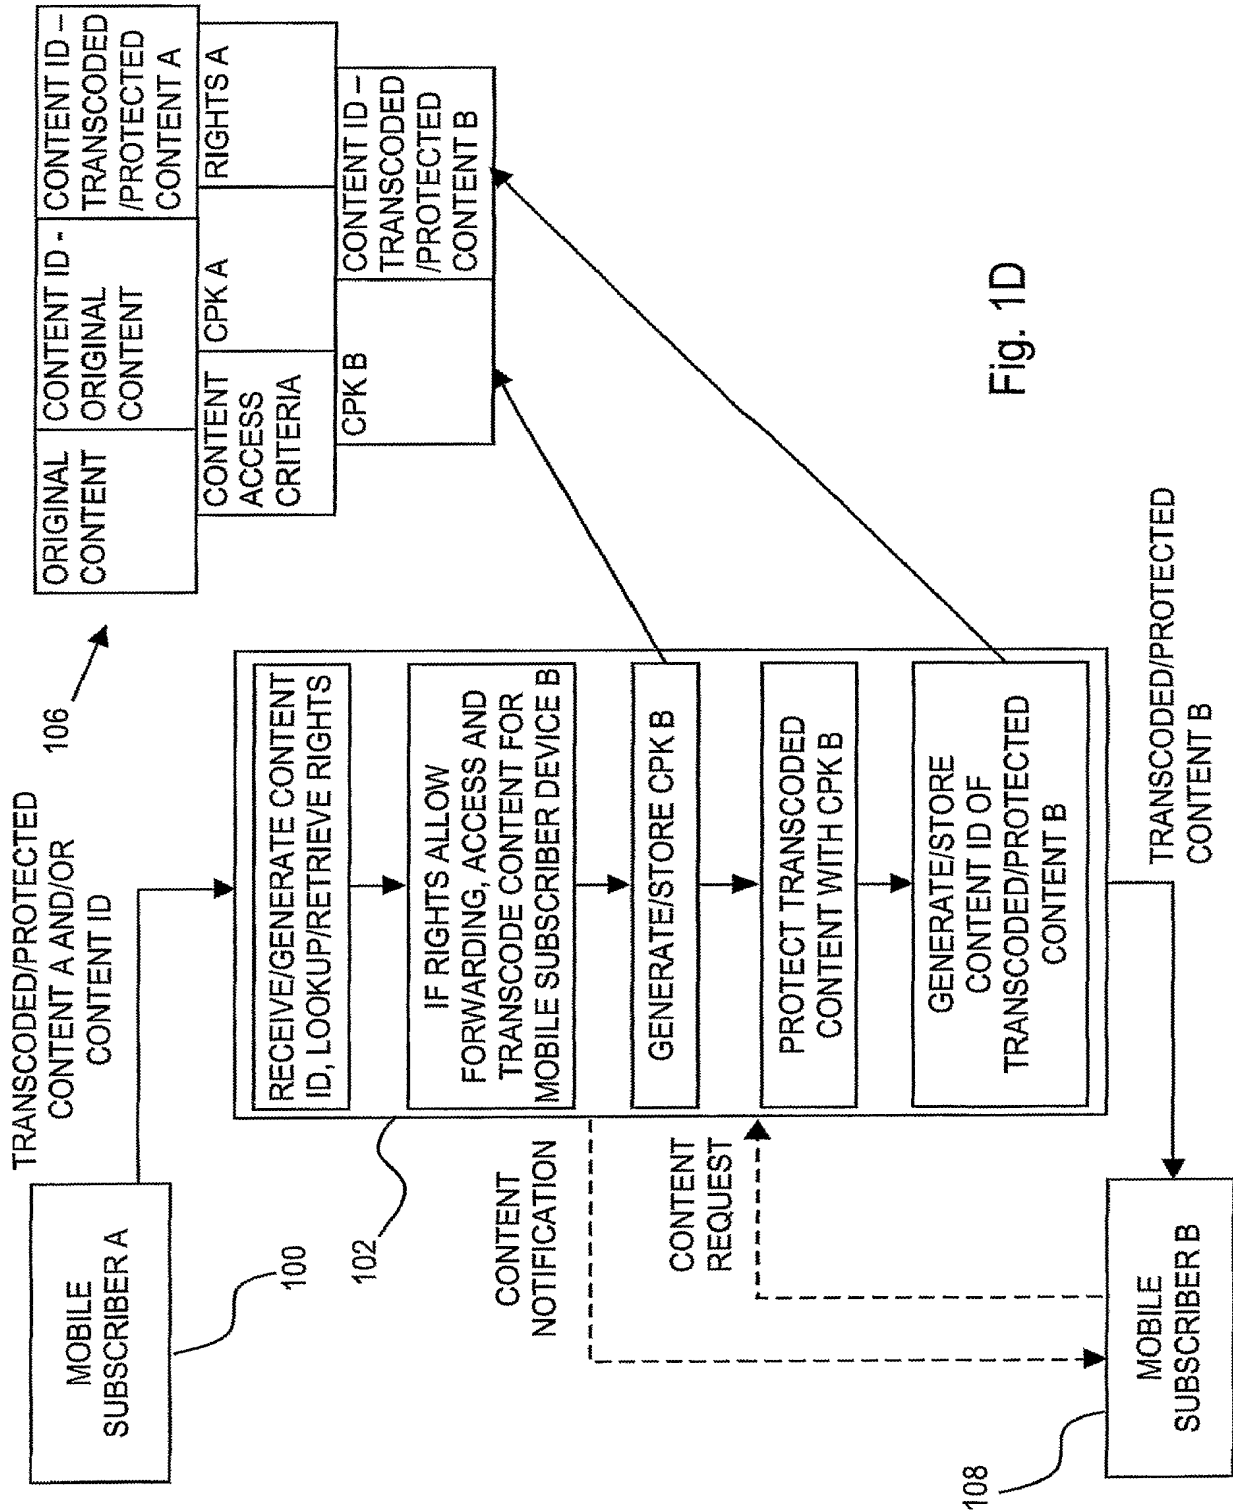 MOBILE
SUBSCRIBER A
100
TRANSCODED/PROTECTED
CONTENT A AND/OR
CONTENT ID
102
RECEIVE/GENERATE CONTENT
ID, LOOKUP/RETRIEVE RIGHTS
IF RIGHTS ALLOW
FORWARDING, ACCESS AND
TRANSCODE CONTENT FOR
MOBILE SUBSCRIBER DEVICE B
GENERATE/STORE CPK B
PROTECT TRANSCODED
CONTENT WITH CPK B
GENERATE/STORE
CONTENT ID OF
TRANSCODED/PROTECTED
CONTENT B
CONTENT
NOTIFICATION
CONTENT
REQUEST
108
MOBILE
SUBSCRIBER B
TRANSCODED/PROTECTED
CONTENT B
106
ORIGINAL
CONTENT
CONTENT ID -
ORIGINAL
CONTENT
CONTENT ID –
TRANSCODED
/PROTECTED
CONTENT A
CONTENT
ACCESS
CRITERIA
CPK A
RIGHTS A
CPK B
CONTENT ID –
TRANSCODED
/PROTECTED
CONTENT B
Fig. 1D